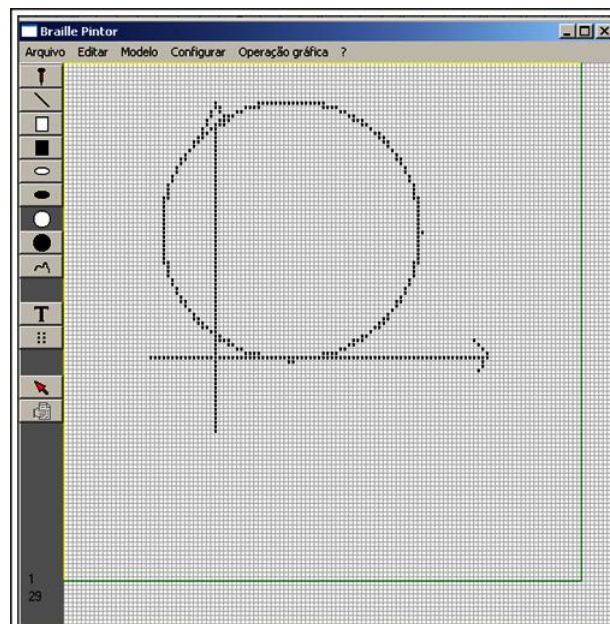 Braille Pintor
Arquivo Editar Modelo Configurar Operação gráfica ?
T
1
29